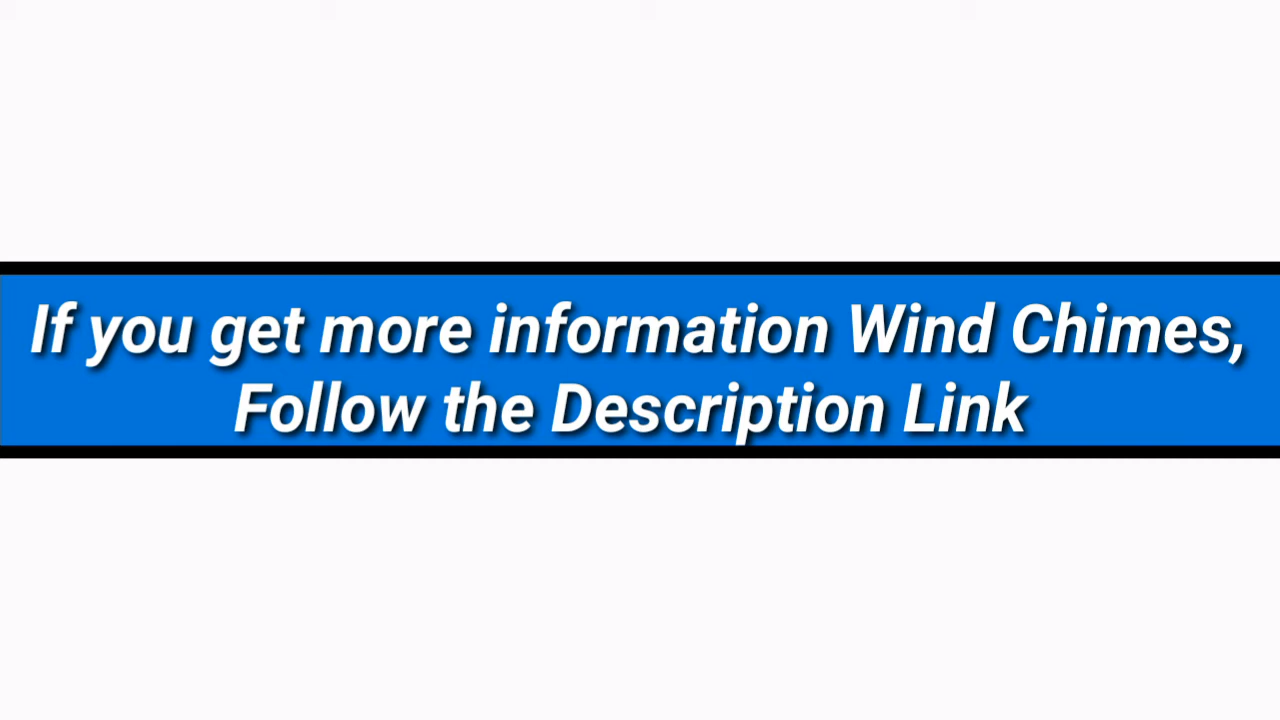 If you get more information Wind Chimes,
Follow the Description Link